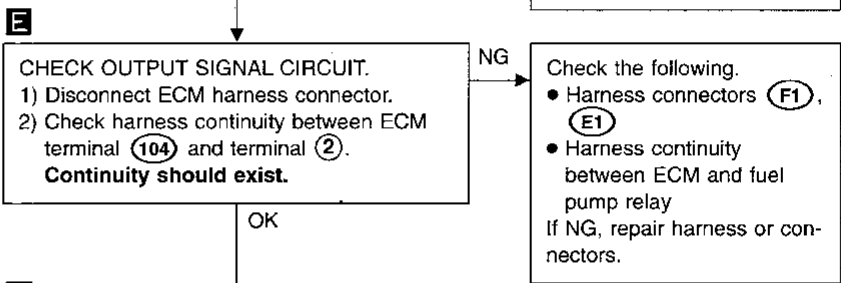 E
CHECK OUTPUT SIGNAL CIRCUIT.
1) Disconnect ECM harness connector.
2) Check harness continuity between ECM
terminal (104) and terminal (2).
Continuity should exist.
NG
Check the following.
● Harness connectors (F1),
(E1)
● Harness continuity
between ECM and fuel
pump relay
If NG, repair harness or con-
nectors.
OK